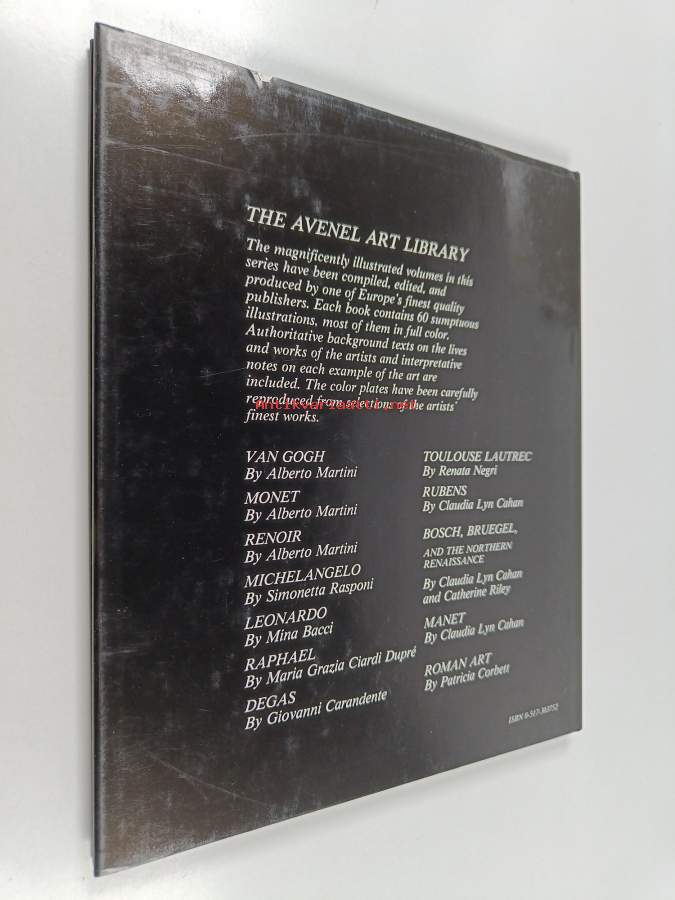 THE AVENEL ART LIBRARY
The magnificently illustrated volumes in this
series have been compiled, edited, and
produced by one of Europe's finest quality
publishers. Each book contains 60 sumptuous
illustrations, most of them in full color.
Authoritative background texts on the lives
and works of the artists and interpretative
notes on each example of the art are
included. The color plates have been carefully
reproduced from selections of the artists'
finest works.
VAN GOGH
By Alberto Martini
MONET
By Alberto Martini
RENOIR
By Alberto Martini
MICHELANGELO
By Simonetta Rasponi
LEONARDO
By Mina Bacci
RAPHAEL
By Maria Grazia Ciardi Dupré
DEGAS
By Giovanni Carandente
TOULOUSE LAUTREC
By Renata Negri
RUBENS
By Claudia Lyn Cahan
BOSCH, BRUEGEL,
AND THE NORTHERN
RENAISSANCE
By Claudia Lyn Cahan
and Catherine Riley
MANET
By Claudia Lyn Cahan
ROMAN ART
By Patricia Corbett
ISBN 0-517-303752